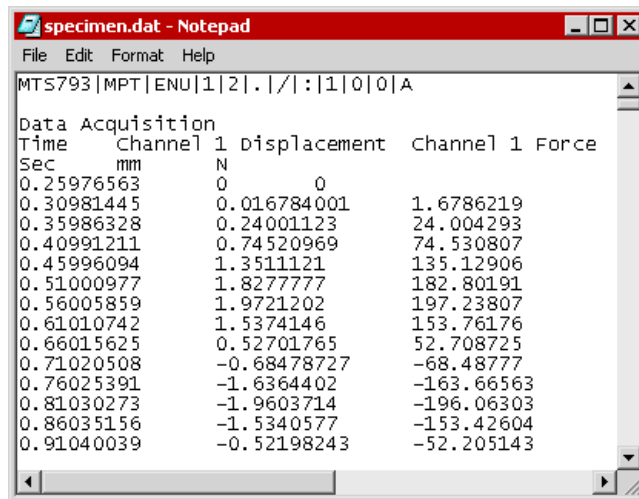 specimen.dat - Notepad
File Edit Format Help
MTS793|MPT|ENU|1|2|.|/|:|1|0|0|A
Data Acquisition
Time Channel 1 Displacement Channel 1 Force
Sec mm N
0.25976563 0 0
0.30981445 0.016784001 1.6786219
0.35986328 0.24001123 24.004293
0.40991211 0.74520969 74.530807
0.45996094 1.3511121 135.12906
0.51000977 1.8277777 182.80191
0.56005859 1.9721202 197.23807
0.61010742 1.5374146 153.76176
0.66015625 0.52701765 52.708725
0.71020508 -0.68478727 -68.48777
0.76025391 -1.6364402 -163.66563
0.81030273 -1.9603714 -196.06303
0.86035156 -1.5340577 -153.42604
0.91040039 -0.52198243 -52.205143